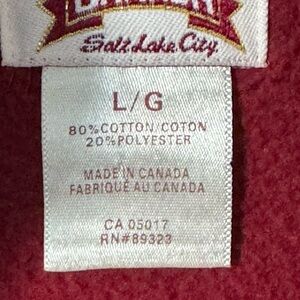 Salt Lake City
L/G
80%COTTON/COTON
20%POLYESTER
MADE IN CANADA
FABRIQUÉ AU CANADA
CA 05017
RN#89323